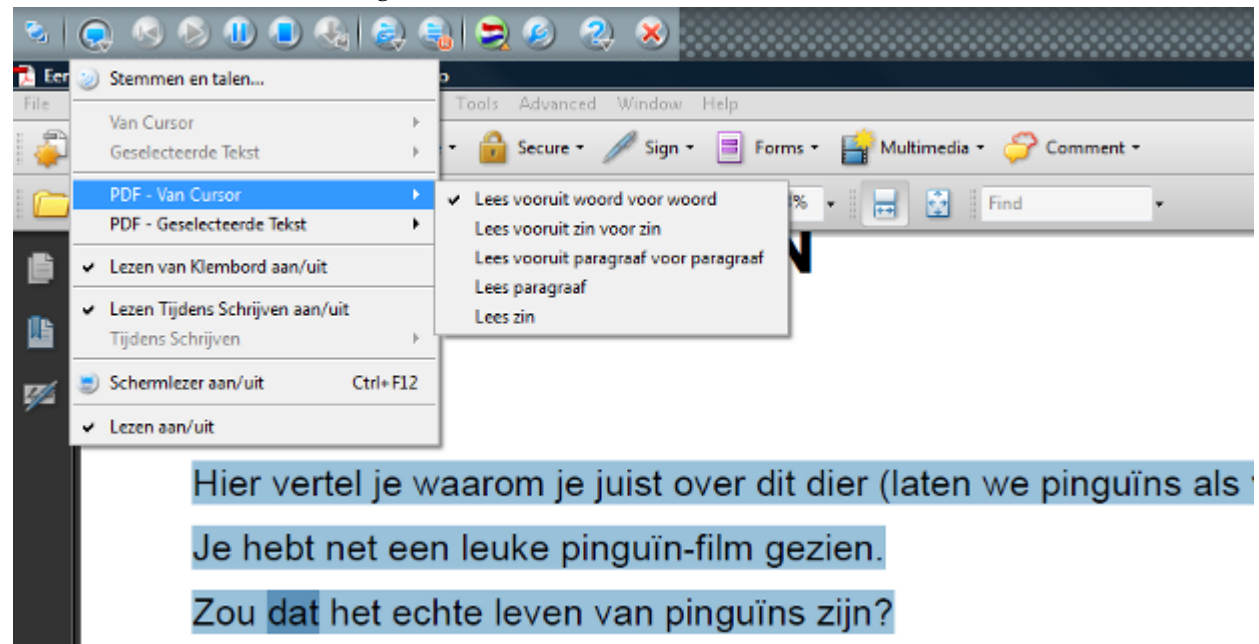 Eer
o
Stemmen en talen...
File
Tools Advanced Window Help
Van Cursor
Geselecteerde Tekst
Secure Sign Forms Multimedia Comment
PDF - Van Cursor
PDF - Geselecteerde Tekst
Lees vooruit woord voor woord
% Find
Lees vooruit zin voor zin
Lees vooruit paragraaf voor paragraaf
Lees paragraaf
Lees zin
N
Lezen van Klembord aan/uit
Lezen Tijdens Schrijven aan/uit
Tijdens Schrijven
Schermlezer aan/uit Ctrl+F12
Lezen aan/uit
Hier vertel je waarom je juist over dit dier (laten we pinguïns als
Je hebt net een leuke pinguïn-film gezien.
Zou dat het echte leven van pinguïns zijn?